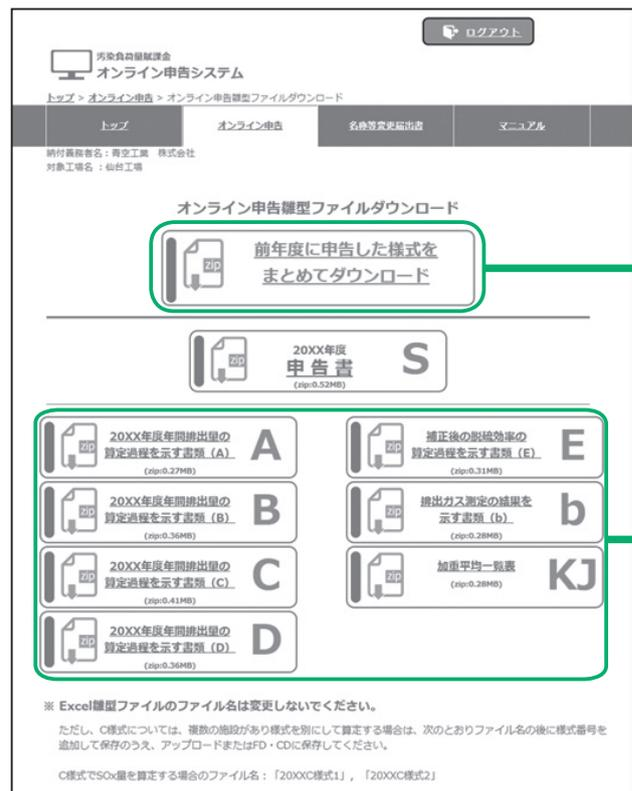 ログアウト
汚染負荷量賦課金
オンライン申告システム
トップ > オンライン申告 > オンライン申告雛型ファイルダウンロード
トップ オンライン申告 名称等変更届出書 マニュアル
納付義務者名：青空工業 株式会社
対象工場名 ：仙台工場
オンライン申告雛型ファイルダウンロード
zip
前年度に申告した様式を
まとめてダウンロード
zip
20XX年度
申告書
(zip:0.52MB)
S
zip
20XX年度年間排出量の
算定過程を示す書類（A）
(zip:0.27MB)
A
zip
補正後の脱硫効率の
算定過程を示す書類（E）
(zip:0.31MB)
E
zip
20XX年度年間排出量の
算定過程を示す書類（B）
(zip:0.36MB)
B
zip
排出ガス測定の結果を
示す書類（b）
(zip:0.28MB)
b
zip
20XX年度年間排出量の
算定過程を示す書類（C）
(zip:0.41MB)
C
zip
加重平均一覧表
(zip:0.28MB)
KJ
zip
20XX年度年間排出量の
算定過程を示す書類（D）
(zip:0.36MB)
D
※ Excel雛型ファイルのファイル名は変更しないでください。
ただし、C様式については、複数の施設があり様式を別にして算定する場合は、次のとおりファイル名の後に様式番号を
追加して保存のうえ、アップロードまたはFD・CDに保存してください。
C様式でSOx量を算定する場合のファイル名：「20XXC様式1」，「20XXC様式2」